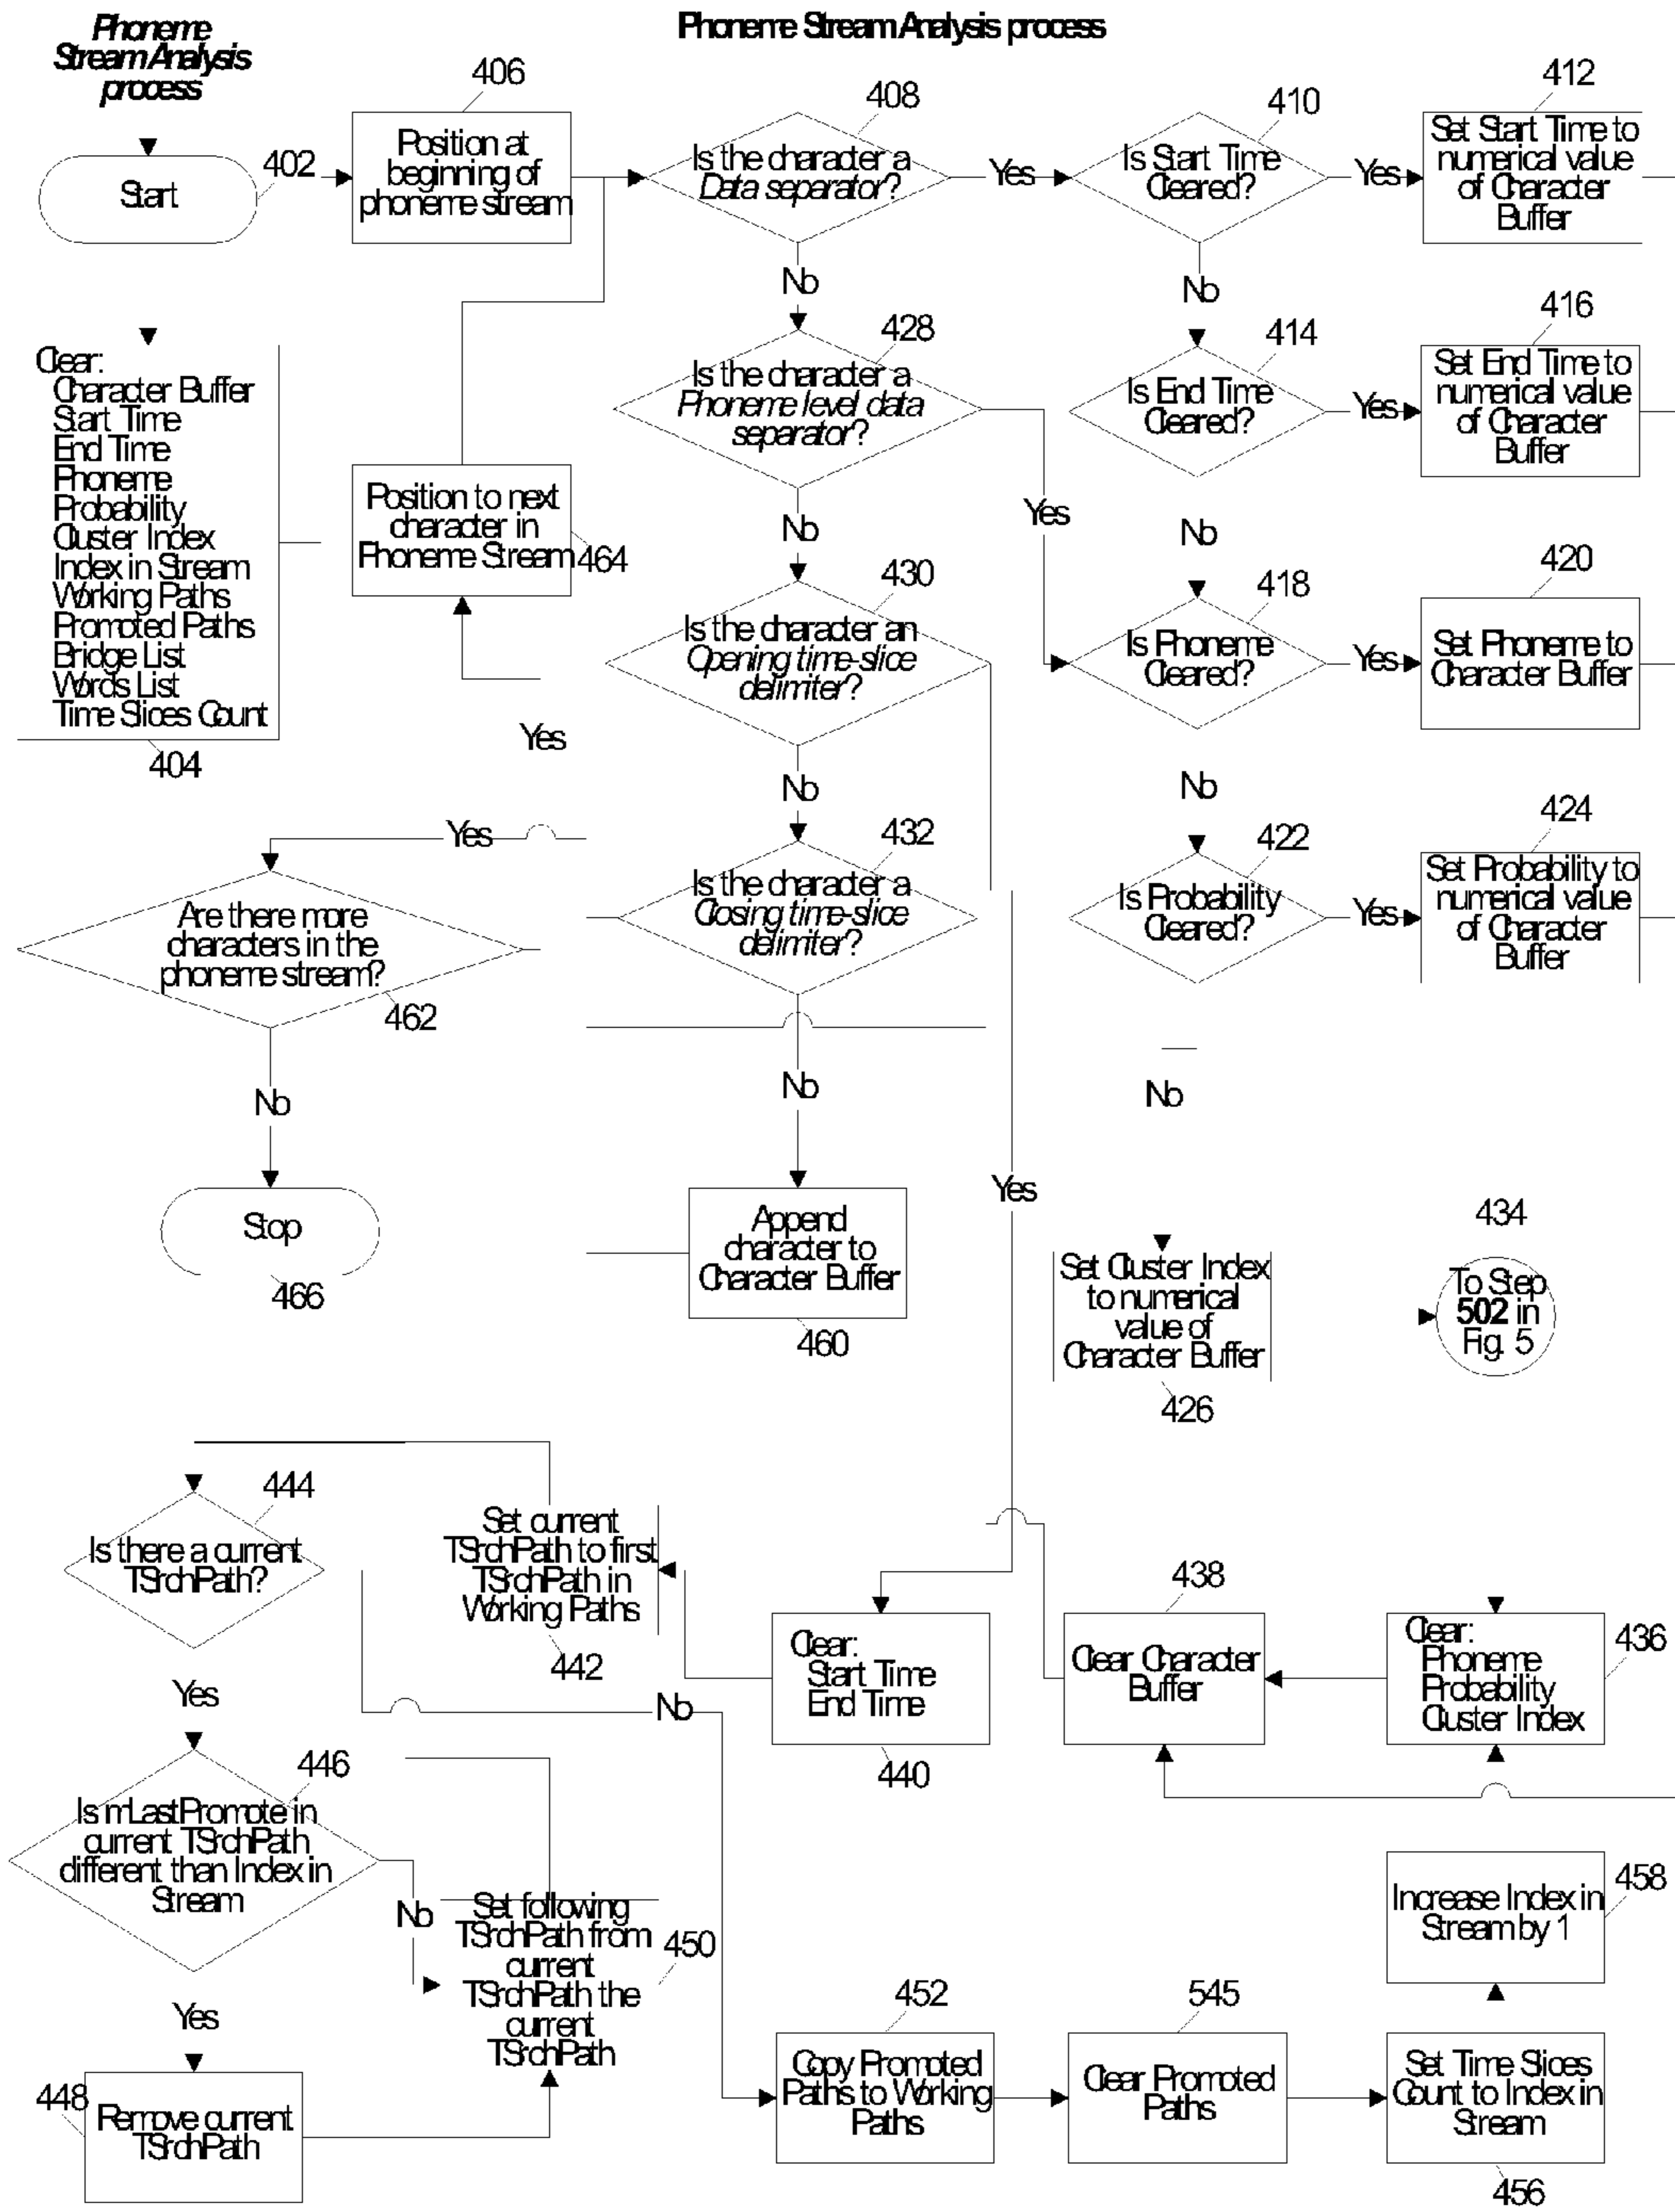 Phoneme
Stream Analysis
process
Phoneme Stream Analysis process
Start
402
406
Position at
beginning of
phoneme stream
408
Is the character a
Data separator?
Yes
410
Is Start Time
Cleared?
Yes
412
Set Start Time to
numerical value
of Character
Buffer
No
No
Clear:
Character Buffer
Start Time
End Time
Phoneme
Probability
Cluster Index
Index in Stream
Working Paths
Promoted Paths
Bridge List
Words List
Time Slices Count
404
Position to next
character in
Phoneme Stream
464
428
Is the character a
Phoneme level data
separator?
Yes
414
Is End Time
Cleared?
Yes
416
Set End Time to
numerical value
of Character
Buffer
No
No
430
Is the character an
Opening time-slice
delimiter?
Yes
418
Is Phoneme
Cleared?
Yes
420
Set Phoneme to
Character Buffer
No
No
Yes
432
Is the character a
Closing time-slice
delimiter?
422
Is Probability
Cleared?
Yes
424
Set Probability to
numerical value
of Character
Buffer
Are there more
characters in the
phoneme stream?
462
No
No
No
Yes
Stop
466
Append
character to
Character Buffer
460
Set Cluster Index
to numerical
value of
Character Buffer
426
434
To Step
502 in
Fig. 5
444
Is there a current
TSrchPath?
Set current
TSrchPath to first
TSrchPath in
Working Paths
442
Clear:
Start Time
End Time
440
438
Clear Character
Buffer
Clear:
Phoneme
Probability
Cluster Index
436
Yes
No
446
Is mLastPromote in
current TSrchPath
different than Index in
Stream
No
Set following
TSrchPath from
current
TSrchPath the
current
TSrchPath
450
Increase Index in
Stream by 1
458
Yes
448
Remove current
TSrchPath
452
Copy Promoted
Paths to Working
Paths
545
Clear Promoted
Paths
Set Time Slices
Count to Index in
Stream
456